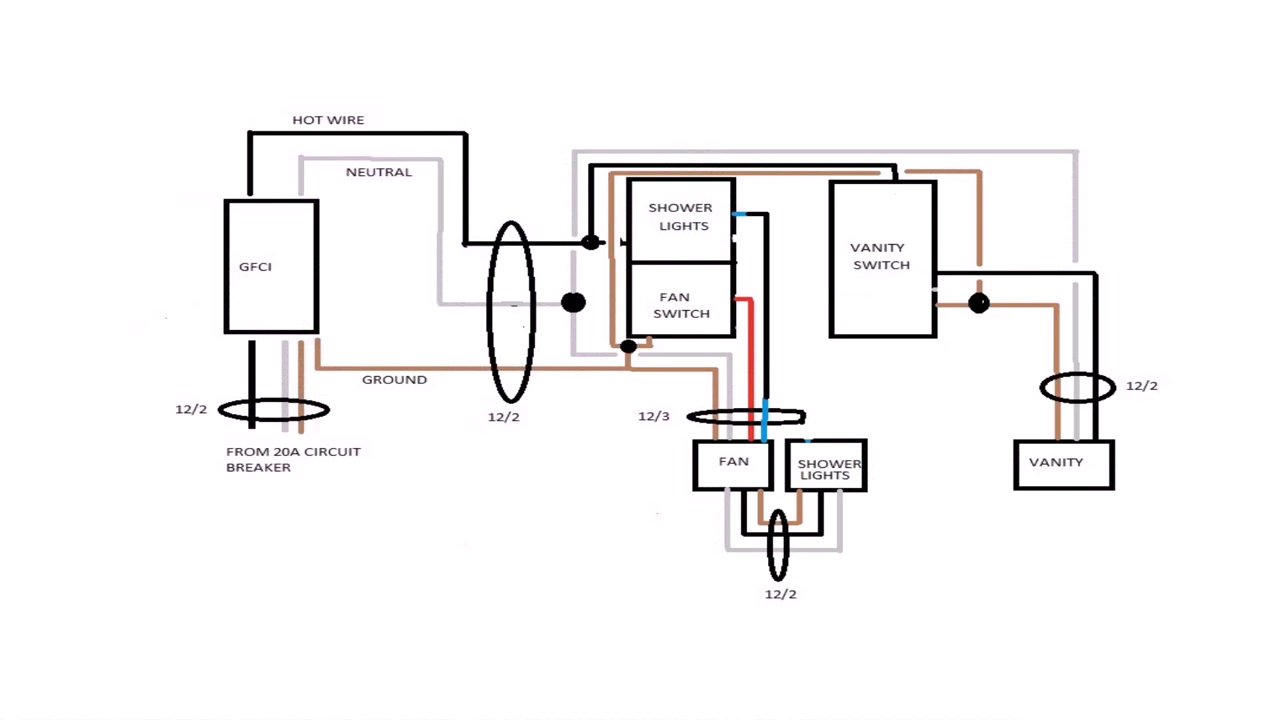 HOT WIRE
NEUTRAL
GFCI
SHOWER
LIGHTS
FAN
SWITCH
VANITY
SWITCH
GROUND
12/2
12/2
12/3
12/2
FROM 20A CIRCUIT
BREAKER
FAN
SHOWER
LIGHTS
VANITY
12/2